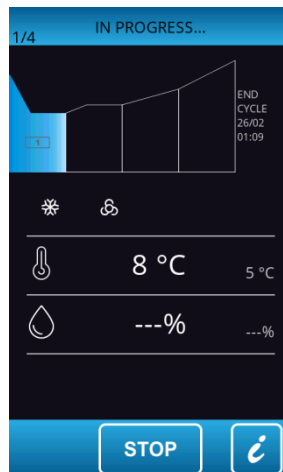 IN PROGRESS...
1/4
END
CYCLE
26/02
01:09
1
8 °C
5 °C
---%
---%
STOP
i